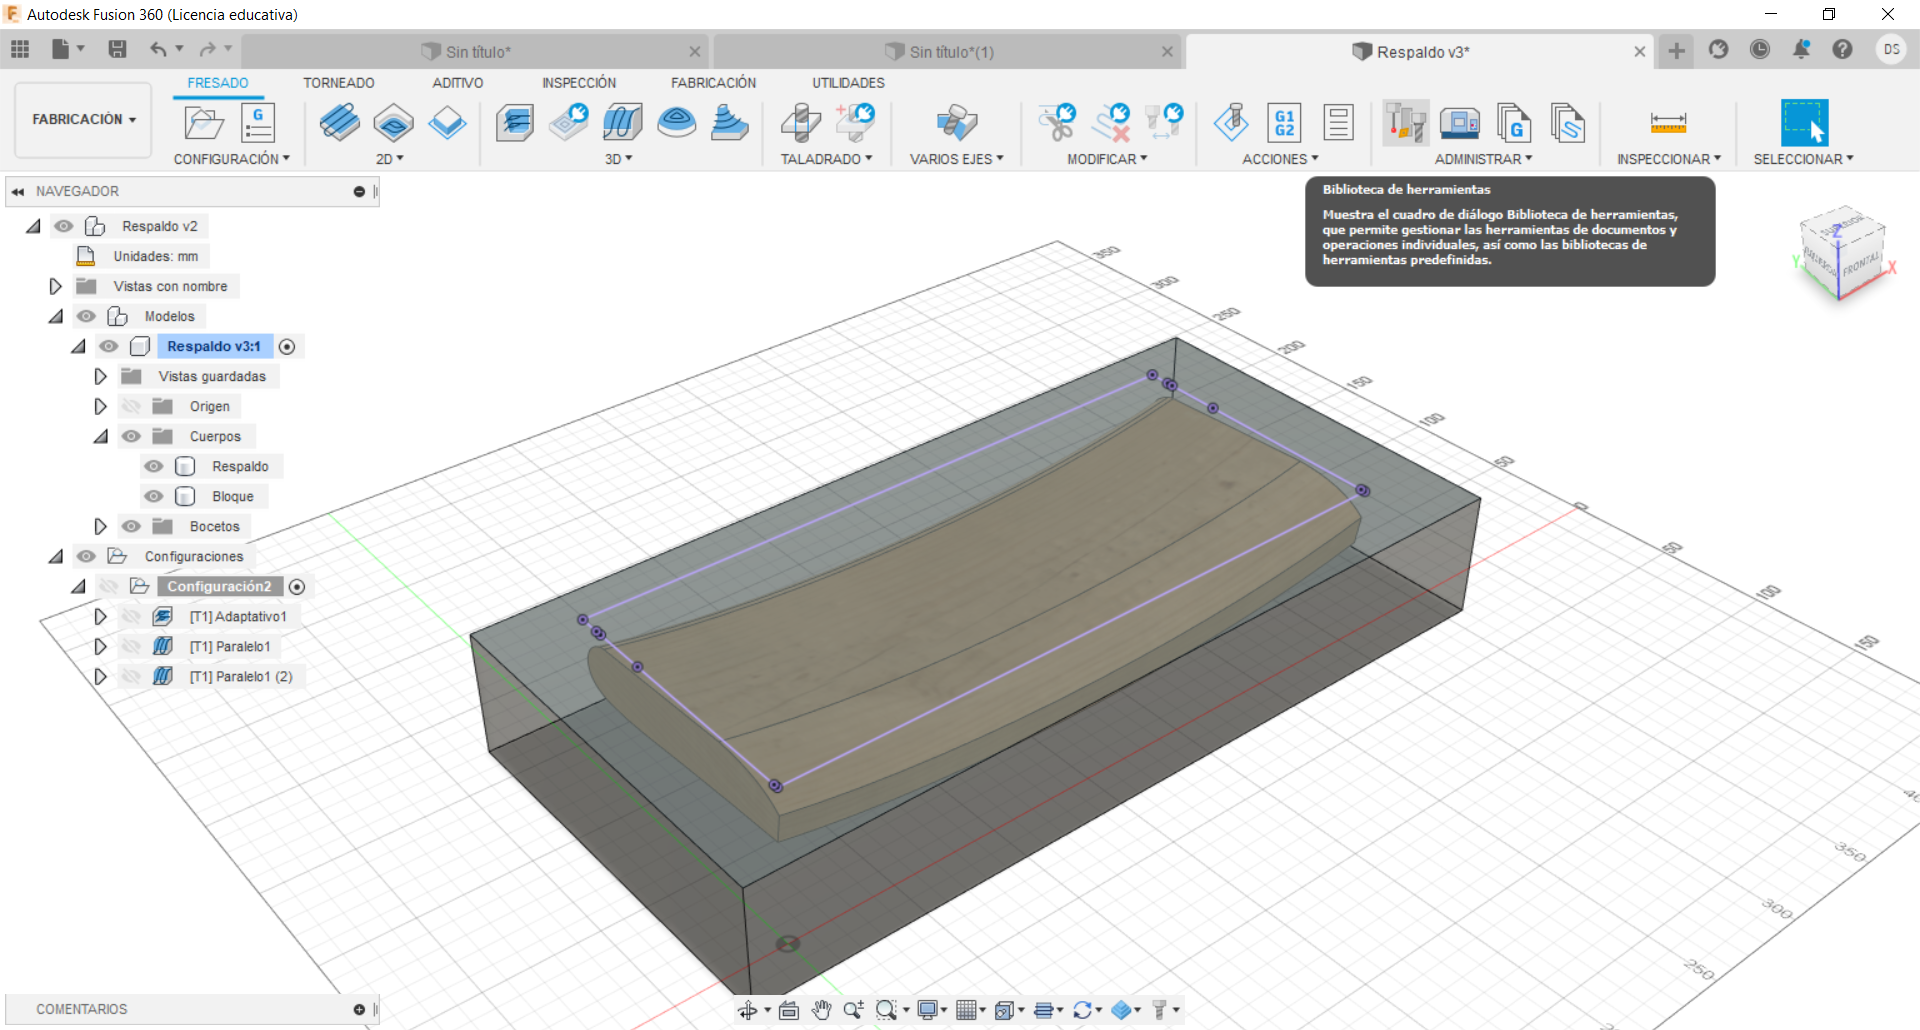 Autodesk Fusion 360 (Licencia educativa)
Sin título*
Sin título*(1)
Respaldo v3*
DS
FRESADO
TORNEADO
ADITIVO
INSPECCIÓN
FABRICACIÓN
UTILIDADES
FABRICACIÓN
G
G1
G2
G
CONFIGURACIÓN
2D
3D
TALADRADO
VARIOS EJES
MODIFICAR
ACCIONES
ADMINISTRAR
INSPECCIONAR
SELECCIONAR
NAVEGADOR
Biblioteca de herramientas
Muestra el cuadro de diálogo Biblioteca de herramientas,
que permite gestionar las herramientas de documentos y
operaciones individuales, así como las bibliotecas de
herramientas predefinidas.
Z
Y
X
FRONTAL
Respaldo v2
Unidades: mm
Vistas con nombre
Modelos
Respaldo v3:1
Vistas guardadas
Origen
Cuerpos
Respaldo
Bloque
Bocetos
Configuraciones
Configuración2
[T1] Adaptativo1
[T1] Paralelo1
[T1] Paralelo1 (2)
350
300
250
200
150
100
50
0
50
100
150
350
300
250
COMENTARIOS